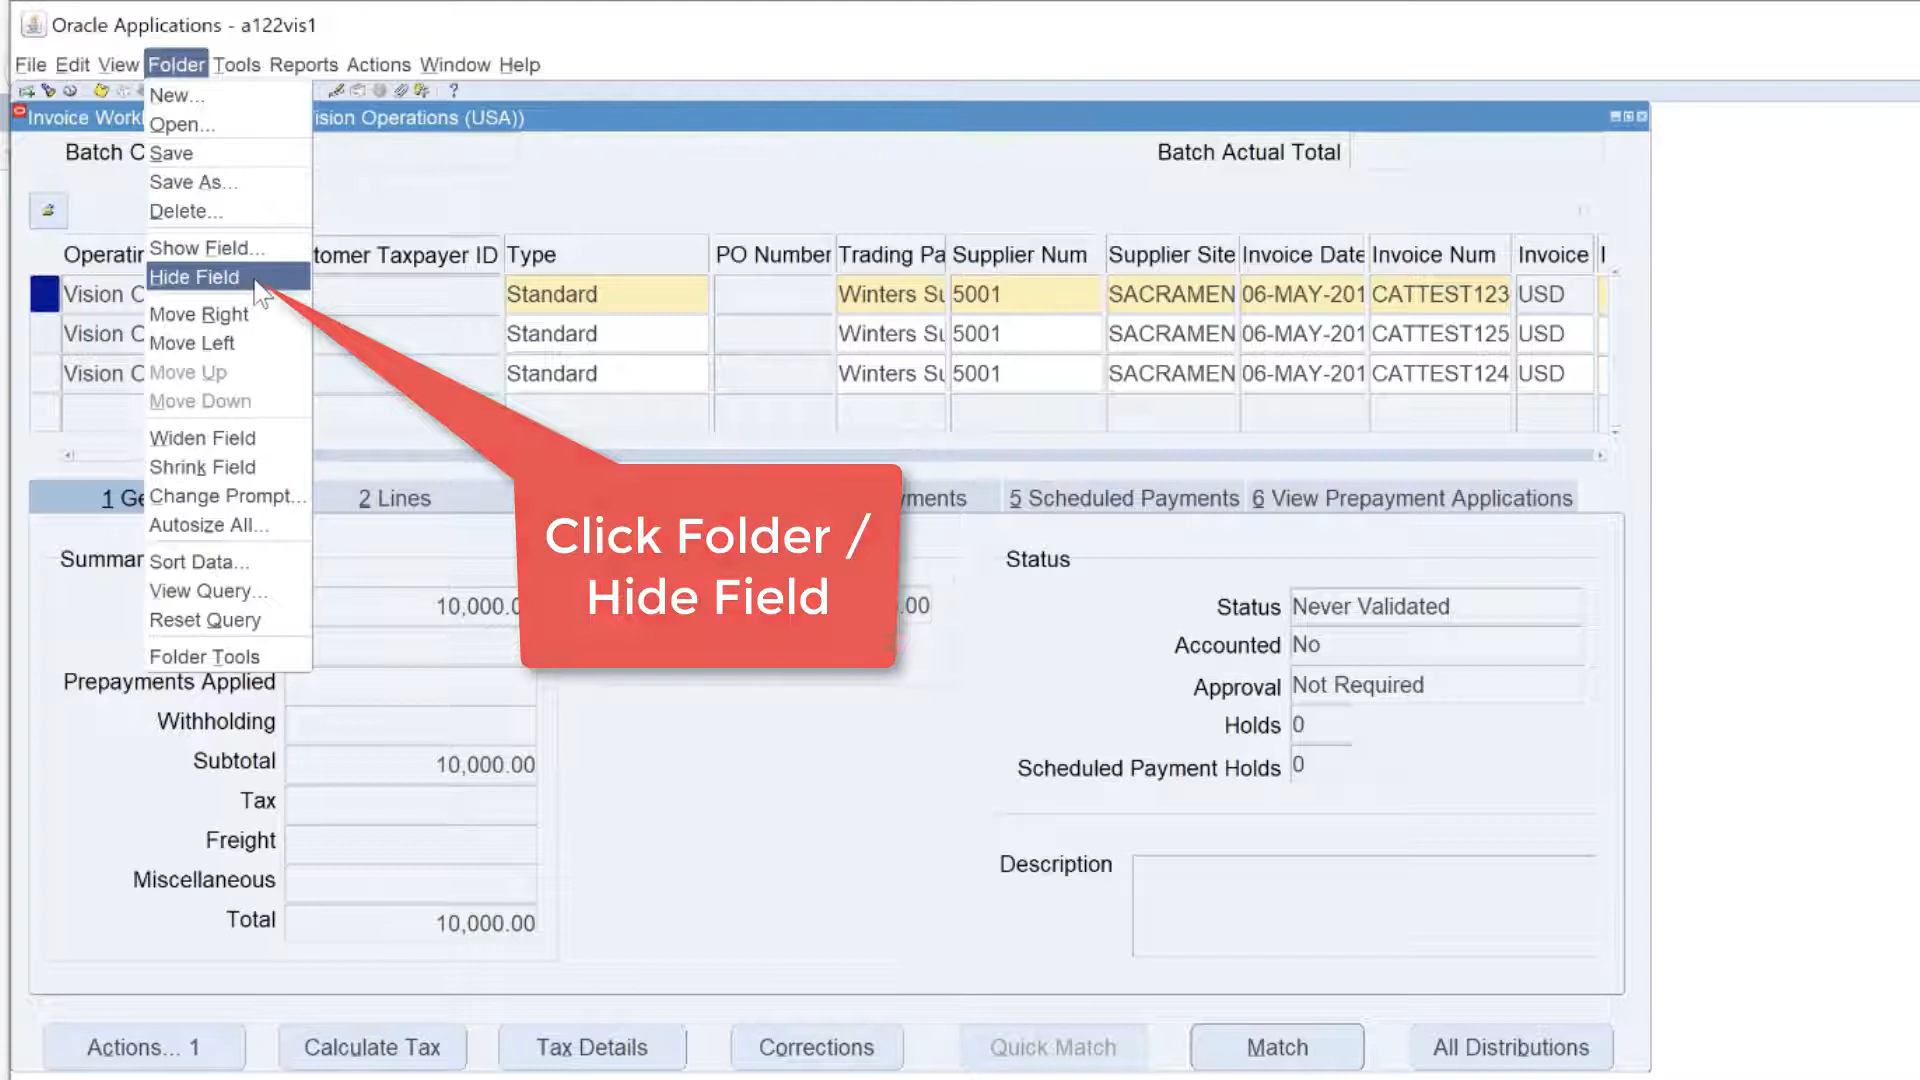 Oracle Applications - a122vis1
File Edit View Folder Tools Reports Actions Window Help
New...
Open...
Save
Save As...
Delete...
Show Field...
Hide Field
Move Right
Move Left
Move Up
Move Down
Widen Field
Shrink Field
Change Prompt...
Autosize All...
Sort Data...
View Query...
Reset Query
Folder Tools
Invoice Work ision Operations (USA))
Batch C Batch Actual Total
Operatin tomer Taxpayer ID Type PO Number Trading Pa Supplier Num Supplier Site Invoice Date Invoice Num Invoice
Vision C Standard Winters Su 5001 SACRAMEN 06-MAY-201 CATTEST123 USD
Vision C Standard Winters Su 5001 SACRAMEN 06-MAY-201 CATTEST125 USD
Vision C Standard Winters Su 5001 SACRAMEN 06-MAY-201 CATTEST124 USD
1 Ge 2 Lines yments 5 Scheduled Payments 6 View Prepayment Applications
Click Folder /
Hide Field
Summar
10,000.0 .00
Prepayments Applied
Withholding
Subtotal 10,000.00
Tax
Freight
Miscellaneous
Total 10,000.00
Status
Status Never Validated
Accounted No
Approval Not Required
Holds 0
Scheduled Payment Holds 0
Description
Actions... 1 Calculate Tax Tax Details Corrections Quick Match Match All Distributions